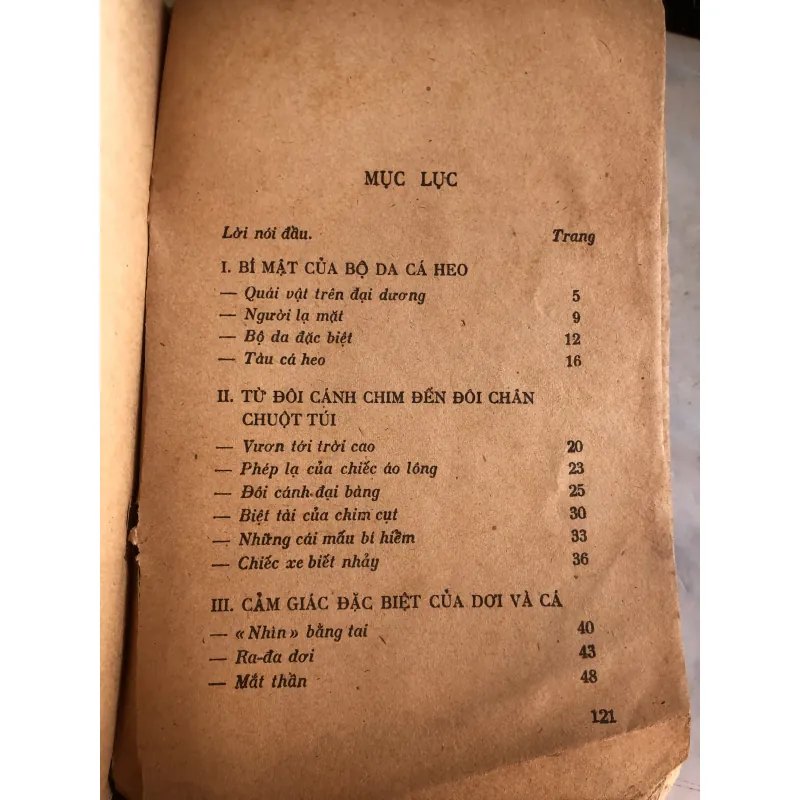 MỤC LỤC
Lời nói đầu. Trang
I. BÍ MẬT CỦA BỘ DA CÁ HEO
— Quái vật trên đại dương 5
— Người lạ mặt 9
— Bộ da đặc biệt 12
— Tàu cá heo 16
II. TỪ ĐÔI CÁNH CHIM ĐẾN ĐÔI CHÂN
CHUỘT TÚI
— Vươn tới trời cao 20
— Phép lạ của chiếc áo lông 23
— Đôi cánh đại bàng 25
— Biệt tài của chim cụt 30
— Những cái mấu bí hiểm 33
— Chiếc xe biết nhảy 36
III. CẢM GIÁC ĐẶC BIỆT CỦA DƠI VÀ CÁ
— «Nhìn» bằng tai 40
— Ra-đa dơi 43
— Mắt thần 48
121